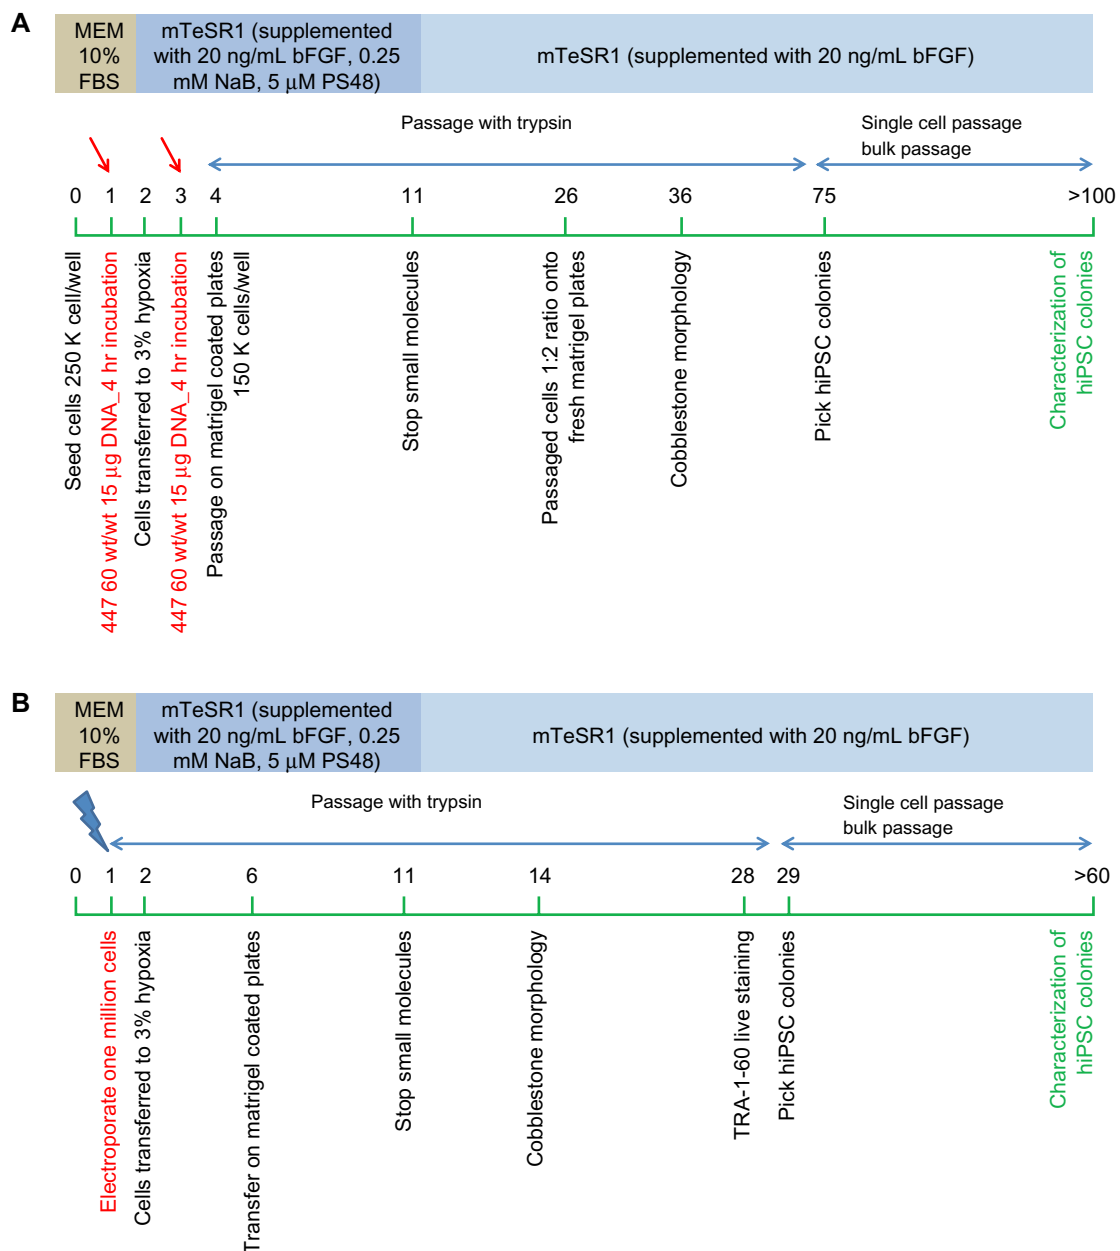 A
MEM
10%
FBS
mTeSR1 (supplemented
with 20 ng/mL bFGF, 0.25
mM NaB, 5 μM PS48)
mTeSR1 (supplemented with 20 ng/mL bFGF)
Passage with trypsin
Single cell passage
bulk passage
0
1
2
3
4
11
26
36
75
>100
Seed cells 250 K cell/well
447 60 wt/wt 15 μg DNA_4 hr incubation
Cells transferred to 3% hypoxia
447 60 wt/wt 15 μg DNA_4 hr incubation
Passage on matrigel coated plates
150 K cells/well
Stop small molecules
Passaged cells 1:2 ratio onto
fresh matrigel plates
Cobblestone morphology
Pick hiPSC colonies
Characterization of
hiPSC colonies
B
MEM
10%
FBS
mTeSR1 (supplemented
with 20 ng/mL bFGF, 0.25
mM NaB, 5 μM PS48)
mTeSR1 (supplemented with 20 ng/mL bFGF)
Passage with trypsin
Single cell passage
bulk passage
0
1
2
6
11
14
28
29
>60
Electroporate one million cells
Cells transferred to 3% hypoxia
Transfer on matrigel coated plates
Stop small molecules
Cobblestone morphology
TRA-1-60 live staining
Pick hiPSC colonies
Characterization of
hiPSC colonies